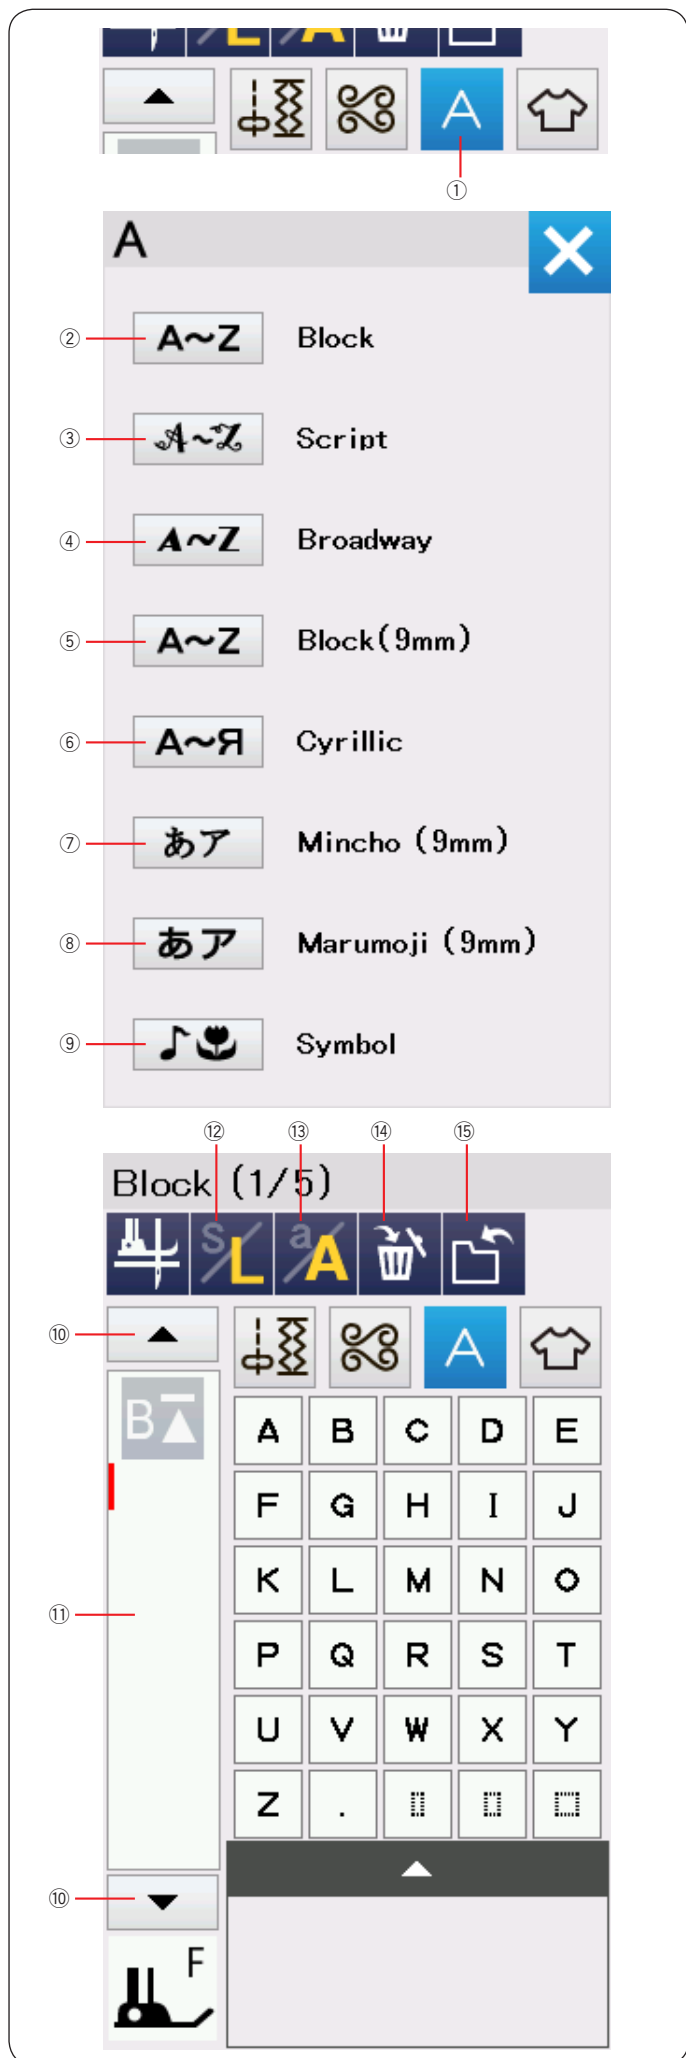 L A
A
①
A
② A～Z Block
③ A～Z Script
④ A～Z Broadway
⑤ A～Z Block(9mm)
⑥ A～Я Cyrillic
⑦ あア Mincho (9mm)
⑧ あア Marumoji (9mm)
⑨ Symbol
⑫ ⑬ ⑭ ⑮
Block (1/5)
S/L a/A
⑩ A
B
A B C D E
F G H I J
K L M N O
⑪
P Q R S T
U V W X Y
Z .
⑩
F